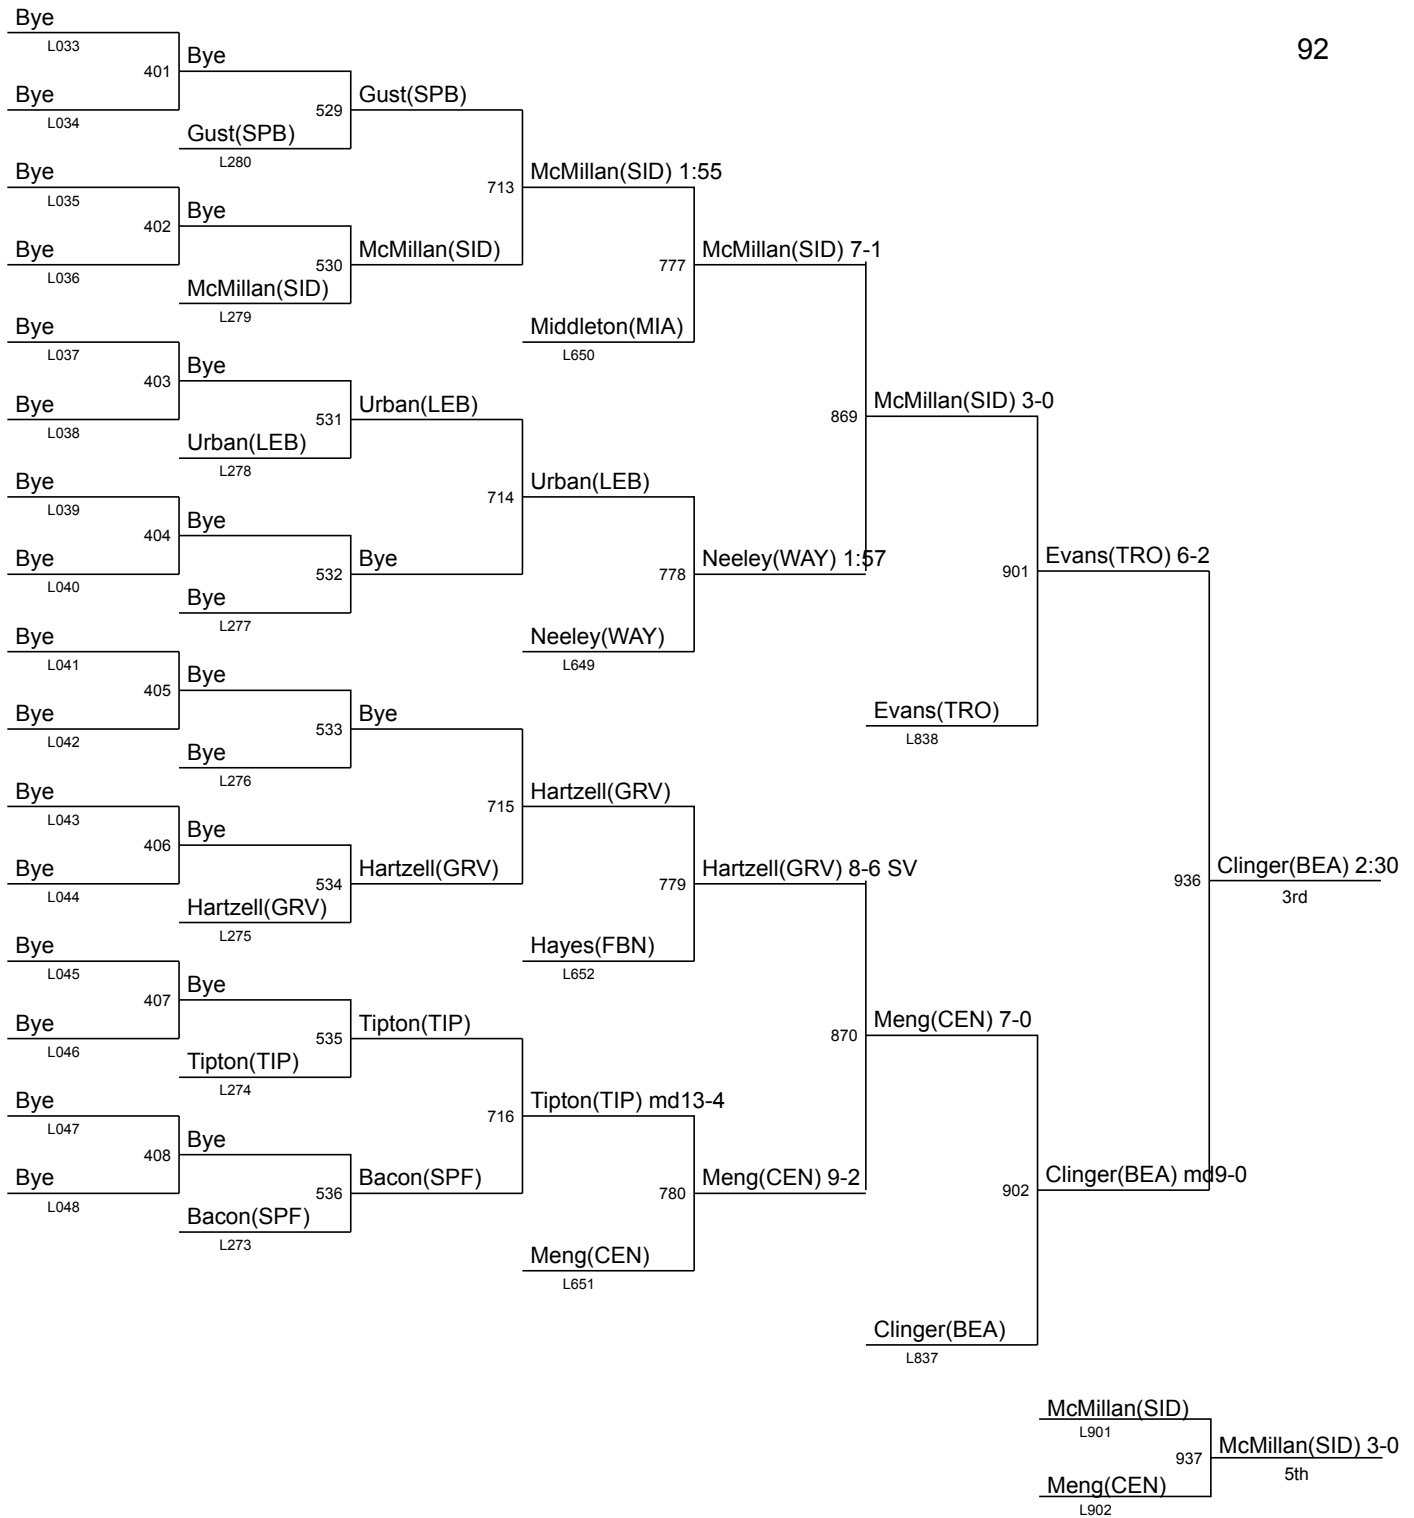 92
Bye
L033
401
Bye
L034
Bye
529
Gust(SPB)
L280
Gust(SPB)
Bye
L035
402
Bye
L036
Bye
530
McMillan(SID)
L279
McMillan(SID)
713
McMillan(SID) 1:55
Bye
L037
403
Bye
L038
Bye
531
Urban(LEB)
L278
Urban(LEB)
Bye
L039
404
Bye
L040
Bye
532
Bye
L277
Bye
714
Urban(LEB)
777
Middleton(MIA)
L650
McMillan(SID) 7-1
778
Neeley(WAY)
L649
Neeley(WAY) 1:57
869
McMillan(SID) 3-0
Bye
L041
405
Bye
L042
Bye
533
Bye
L276
Bye
Bye
L043
406
Bye
L044
Bye
534
Hartzell(GRV)
L275
Hartzell(GRV)
715
Hartzell(GRV)
Bye
L045
407
Bye
L046
Bye
535
Tipton(TIP)
L274
Tipton(TIP)
Bye
L047
408
Bye
L048
Bye
536
Bacon(SPF)
L273
Bacon(SPF)
716
Tipton(TIP) md13-4
779
Hayes(FBN)
L652
Hartzell(GRV) 8-6 SV
780
Meng(CEN)
L651
Meng(CEN) 9-2
870
Meng(CEN) 7-0
901
Evans(TRO)
L838
Evans(TRO) 6-2
902
Clinger(BEA)
L837
Clinger(BEA) md9-0
936
Clinger(BEA) 2:30
3rd
McMillan(SID)
L901
937
Meng(CEN)
L902
McMillan(SID) 3-0
5th